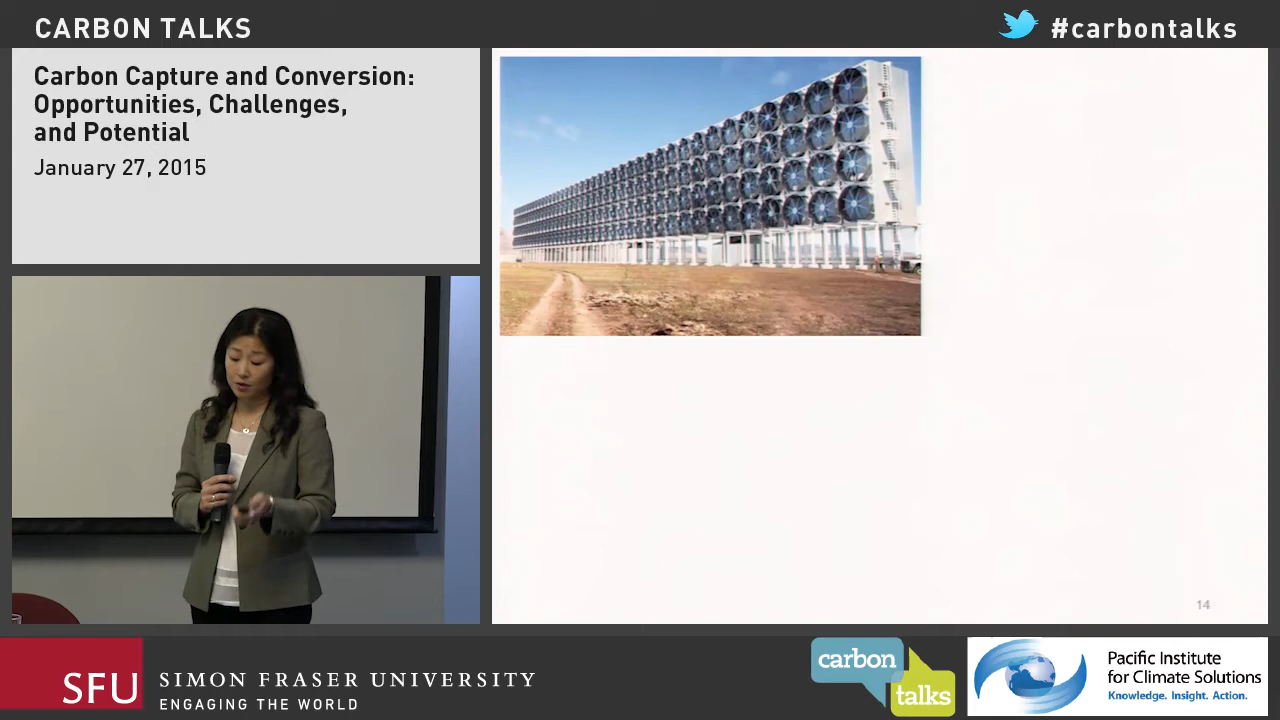 CARBON TALKS
#carbontalks
Carbon Capture and Conversion:
Opportunities, Challenges,
and Potential
January 27, 2015
14
SFU
SIMON FRASER UNIVERSITY
ENGAGING THE WORLD
carbon
talks
Pacific Institute
for Climate Solutions
Knowledge. Insight. Action.